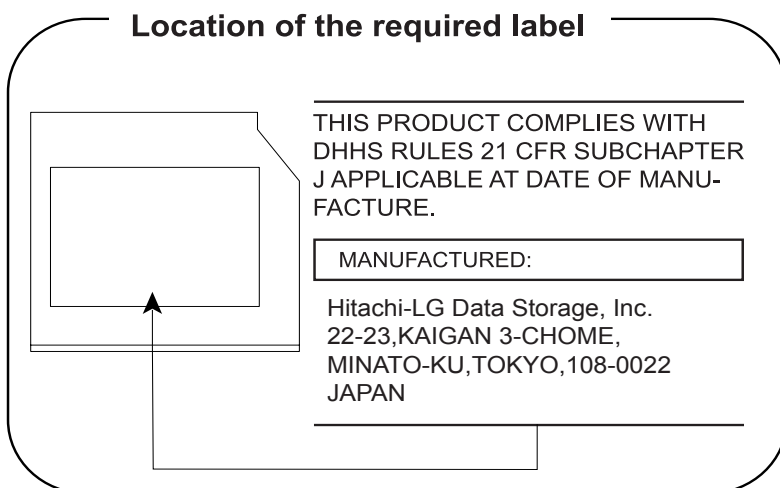 Location of the required label
THIS PRODUCT COMPLIES WITH
DHHS RULES 21 CFR SUBCHAPTER
J APPLICABLE AT DATE OF MANU-
FACTURE.
MANUFACTURED:
Hitachi-LG Data Storage, Inc.
22-23,KAIGAN 3-CHOME,
MINATO-KU,TOKYO,108-0022
JAPAN